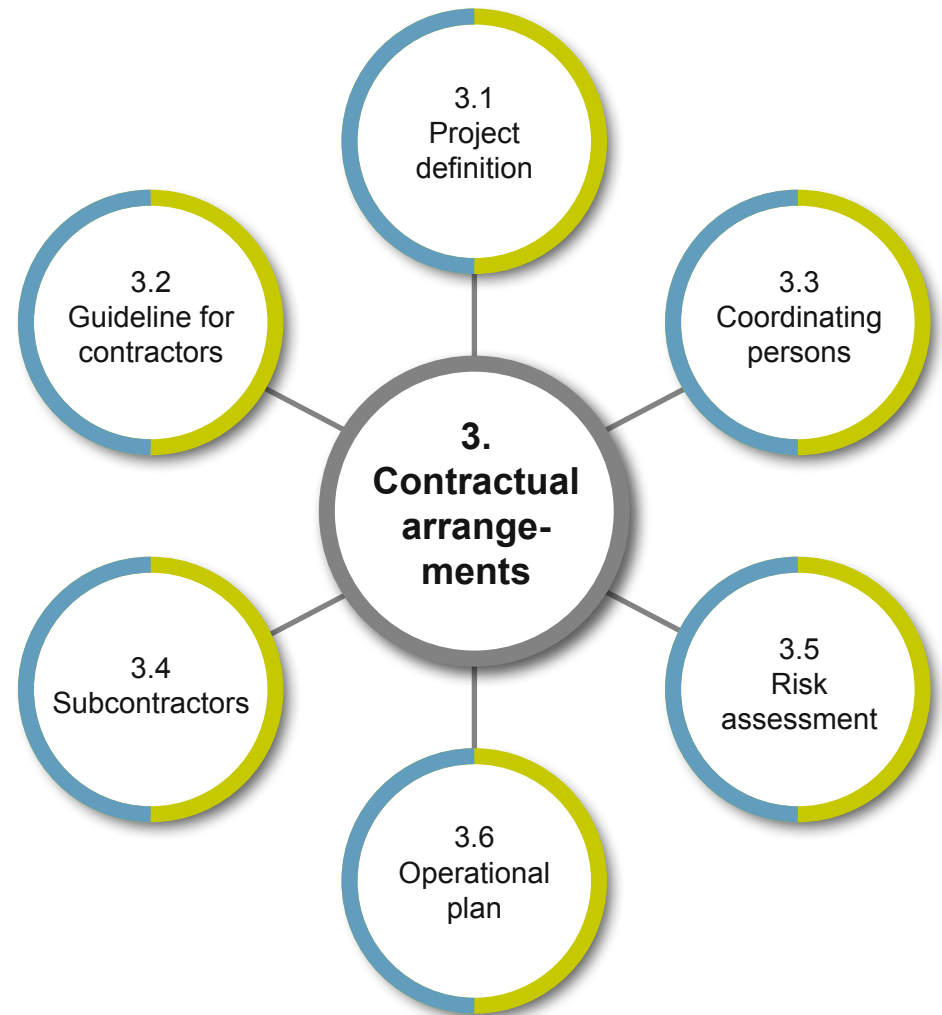 3.1
Project
definition
3.2
Guideline for
contractors
3.3
Coordinating
persons
3.
Contractual
arrange-
ments
3.4
Subcontractors
3.5
Risk
assessment
3.6
Operational
plan